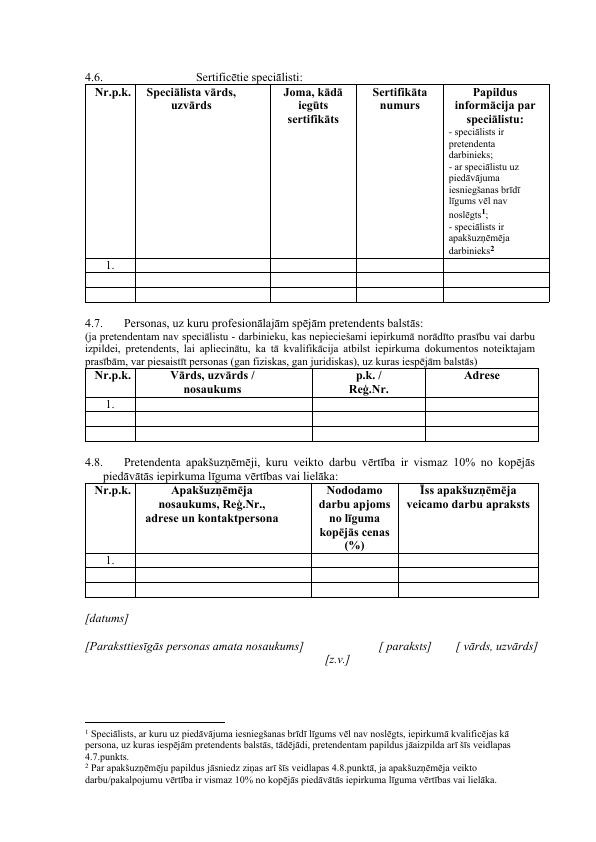 4.6. Sertificētie speciālisti:
Nr.p.k. Speciālista vārds, uzvārds Joma, kādā iegūts sertifikāts Sertifikāta numurs Papildus informācija par speciālistu:
- speciālists ir
pretendenta
darbinieks;
- ar speciālistu uz
piedāvājuma
iesniegšanas brīdī
līgums vēl nav
noslēgts1;
- speciālists ir
apakšuzņēmēja
darbinieks2
1.
4.7. Personas, uz kuru profesionālajām spējām pretendents balstās:
(ja pretendentam nav speciālistu - darbinieku, kas nepieciešami iepirkumā norādīto prasību vai darbu
izpildei, pretendents, lai apliecinātu, ka tā kvalifikācija atbilst iepirkuma dokumentos noteiktajam
prasībām, var piesaistīt personas (gan fiziskas, gan juridiskas), uz kuras iespējām balstās)
Nr.p.k. Vārds, uzvārds / nosaukums p.k. / Reģ.Nr. Adrese
1.
4.8. Pretendenta apakšuzņēmēji, kuru veikto darbu vērtība ir vismaz 10% no kopējās
piedāvātās iepirkuma līguma vērtības vai lielāka:
Nr.p.k. Apakšuzņēmēja nosaukums, Reģ.Nr., adrese un kontaktpersona Nododamo darbu apjoms no līguma kopējās cenas (%) Īss apakšuzņēmēja veicamo darbu apraksts
1.
[datums]
[Paraksttiesīgās personas amata nosaukums] [ paraksts] [ vārds, uzvārds]
[z.v.]
1 Speciālists, ar kuru uz piedāvājuma iesniegšanas brīdī līgums vēl nav noslēgts, iepirkumā kvalificējas kā
persona, uz kuras iespējām pretendents balstās, tādējādi, pretendentam papildus jāaizpilda arī šīs veidlapas
4.7.punkts.
2 Par apakšuzņēmēju papildus jāsniedz ziņas arī šīs veidlapas 4.8.punktā, ja apakšuzņēmēja veikto
darbu/pakalpojumu vērtība ir vismaz 10% no kopējās piedāvātās iepirkuma līguma vērtības vai lielāka.